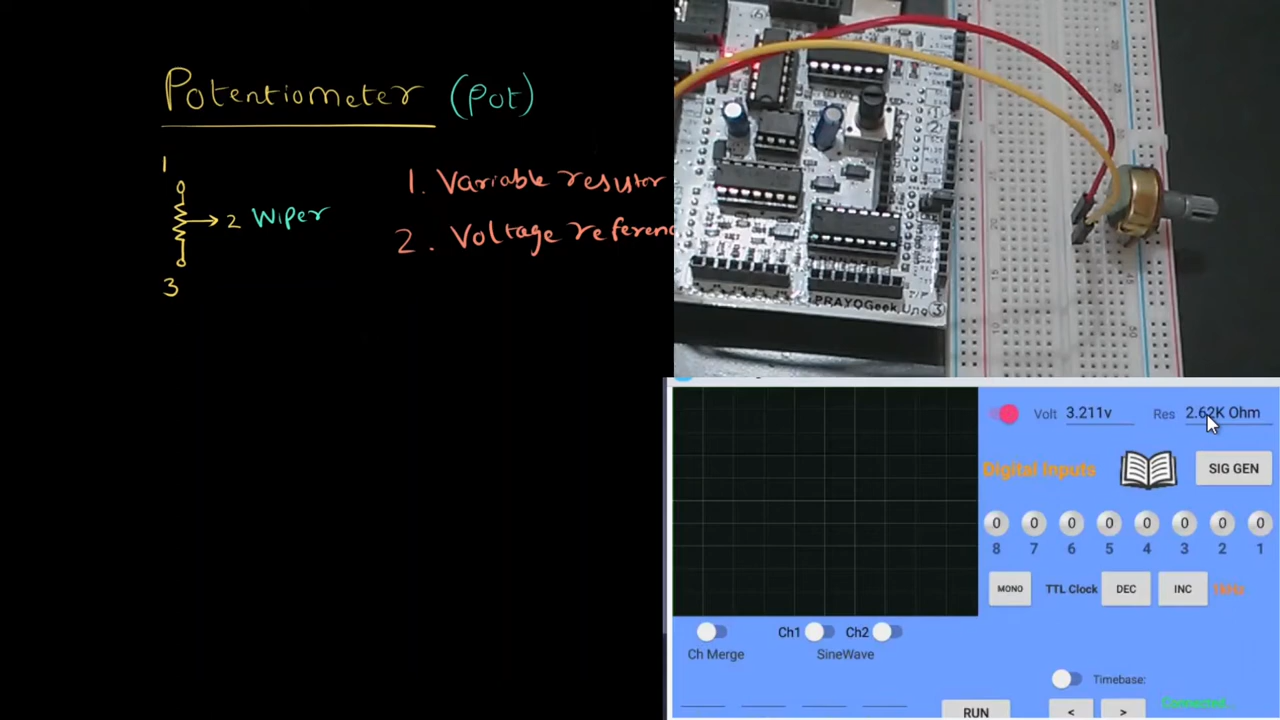 Potentiometer (Pot)
1
2 Wiper
3
1. Variable resistor
2. Voltage referenc
PRAYOGeek Uno
Volt 3.211v Res 2.62K Ohm
Digital Inputs SIG GEN
0 0 0 0 0 0 0 0
8 7 6 5 4 3 2 1
MONO TTL Clock DEC INC 1kHz
Ch1 Ch2
Ch Merge SineWave
Timebase:
RUN < > Connected..